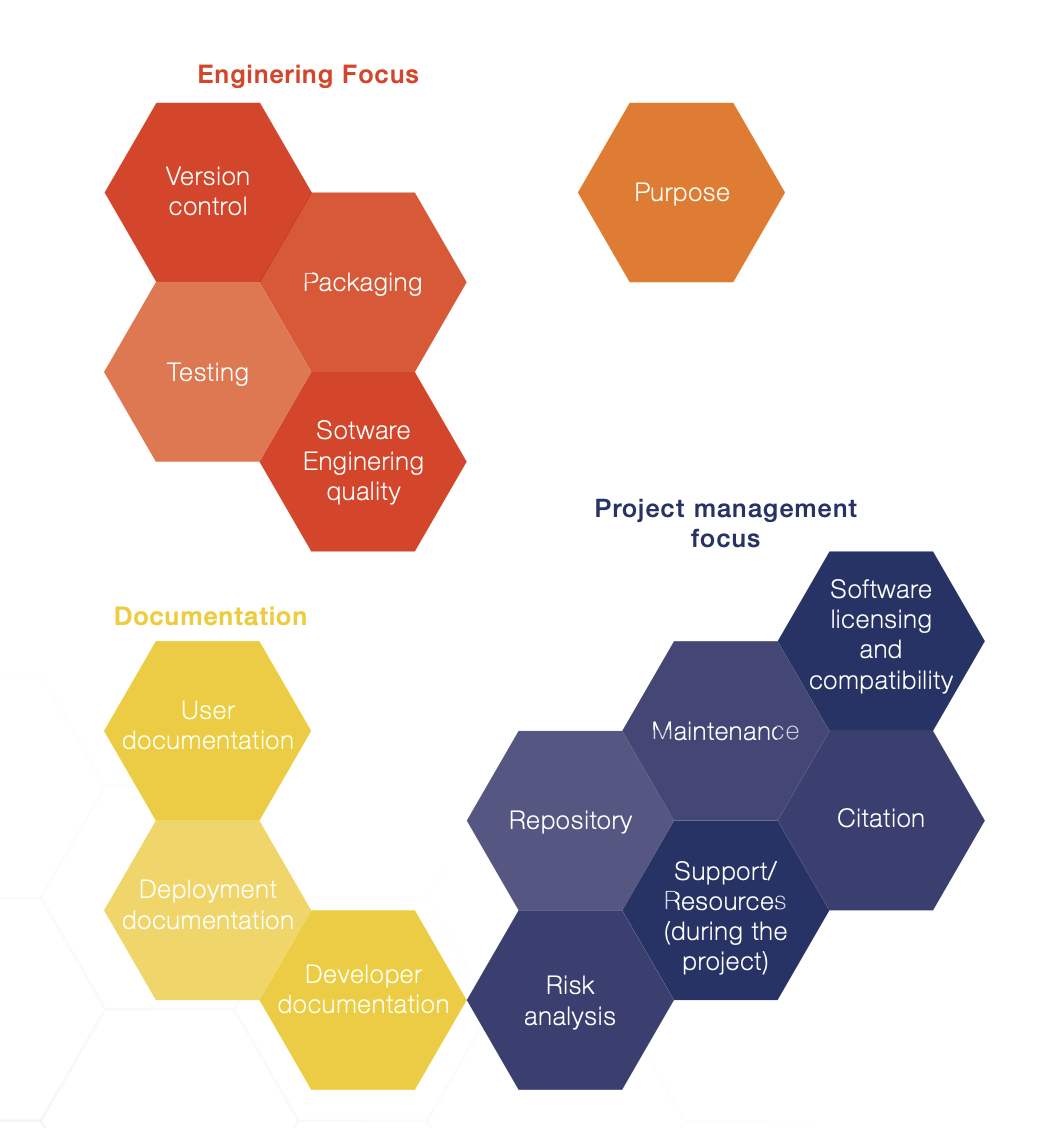 Enginering Focus
Version
control
Packaging
Testing
Sotware
Enginering
quality
Purpose
Project management
focus
Software
licensing
and
compatibility
Maintenance
Repository
Citation
Support/
Resources
(during the
project)
Risk
analysis
Documentation
User
documentation
Deployment
documentation
Developer
documentation